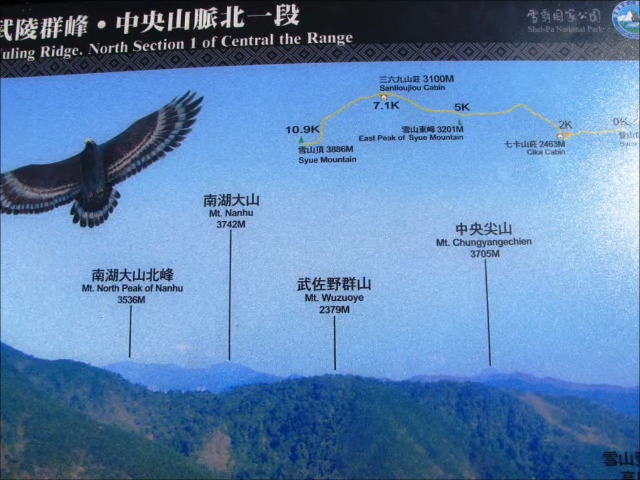 武陵群峰・中央山脈北一段
Wuling Ridge. North Section 1 of Central the Range
雪霸國家公園
Shei-Pa National Park
三六九山莊 3100M
Sanlioujiou Cabin
7.1K
5K
10.9K
雪山東峰 3201M
East Peak of Syue Mountain
2K
0K
雪山頂 3886M
Syue Mountain
七卡山莊 2463M
Cika Cabin
南湖大山
Mt. Nanhu
3742M
中央尖山
Mt. Chungyangechien
3705M
南湖大山北峰
Mt. North Peak of Nanhu
3536M
武佐野群山
Mt. Wuzuoye
2379M
雪山